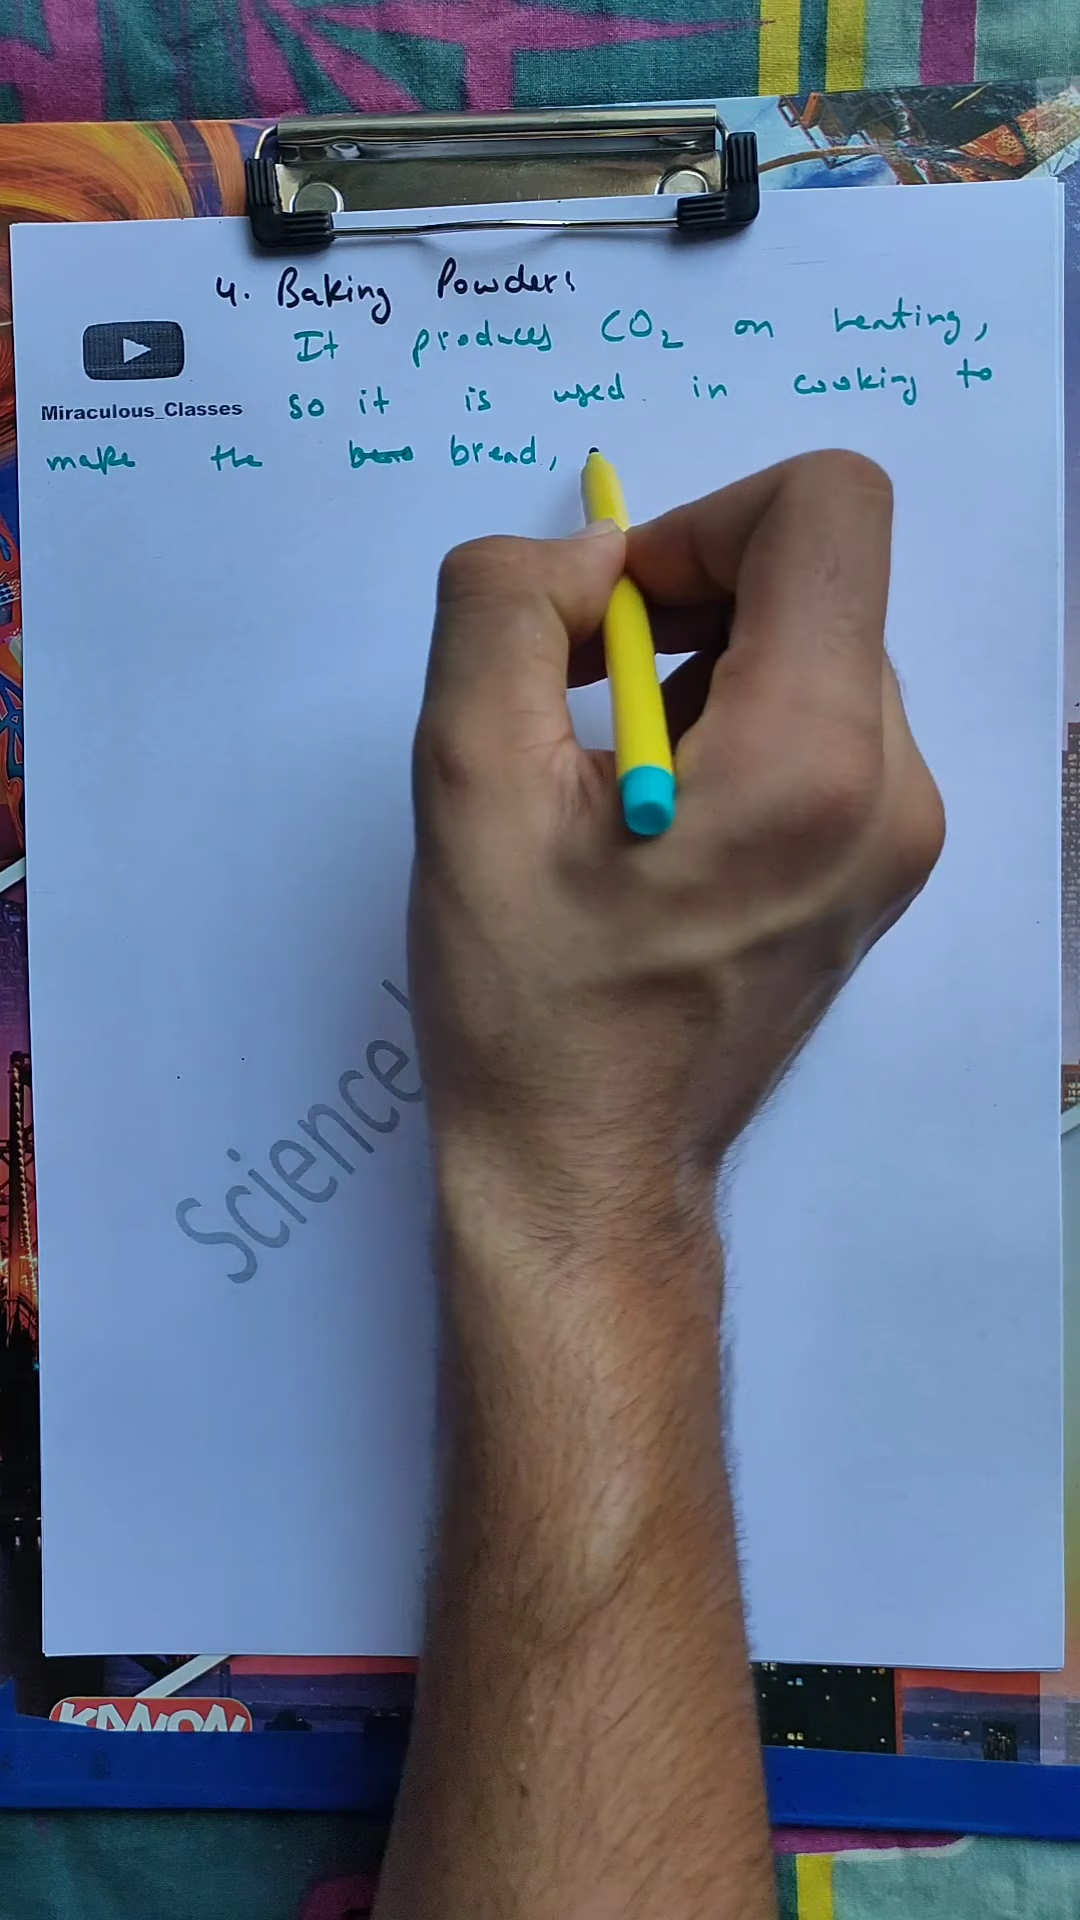 4. Baking Powder:
It produces CO₂ on heating,
Miraculous_Classes
so it is used in cooking to
make the bread,
Science
KIWON